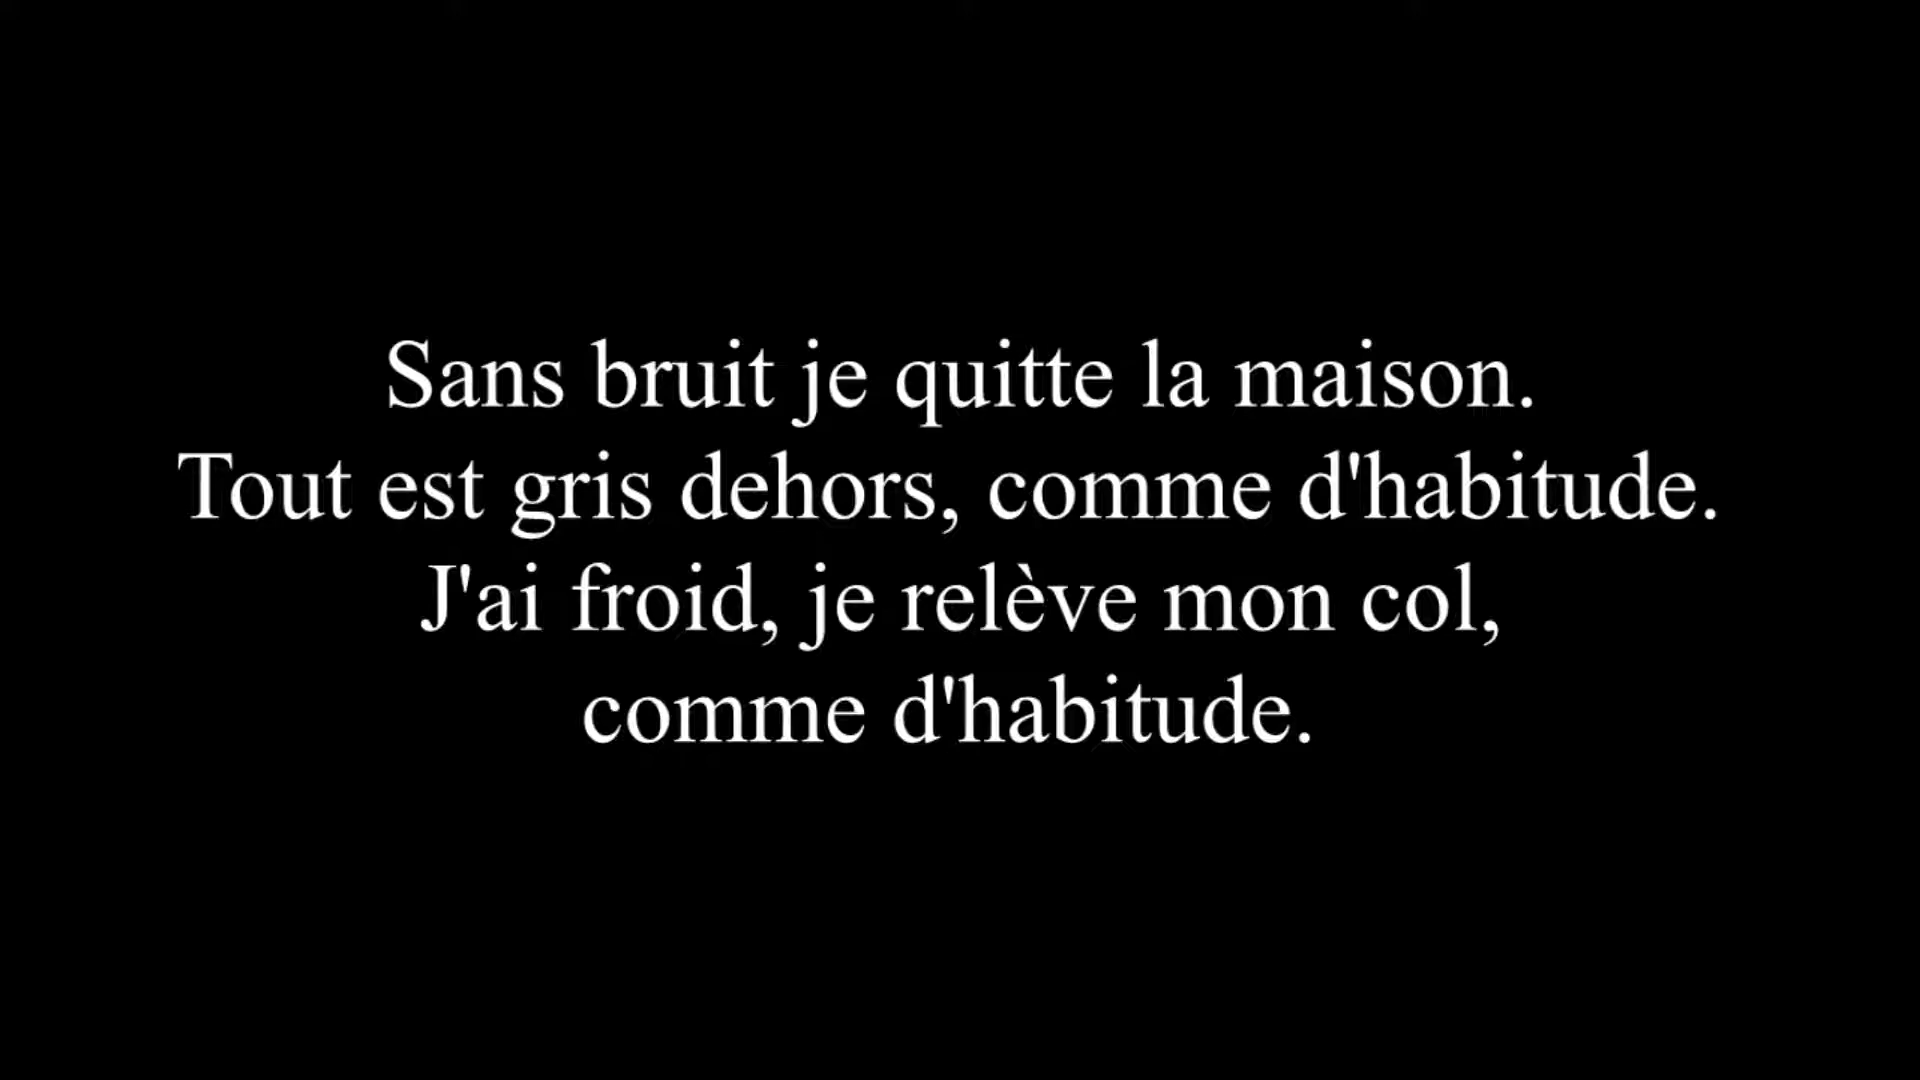 Sans bruit je quitte la maison.
Tout est gris dehors, comme d'habitude.
J'ai froid, je relève mon col,
comme d'habitude.